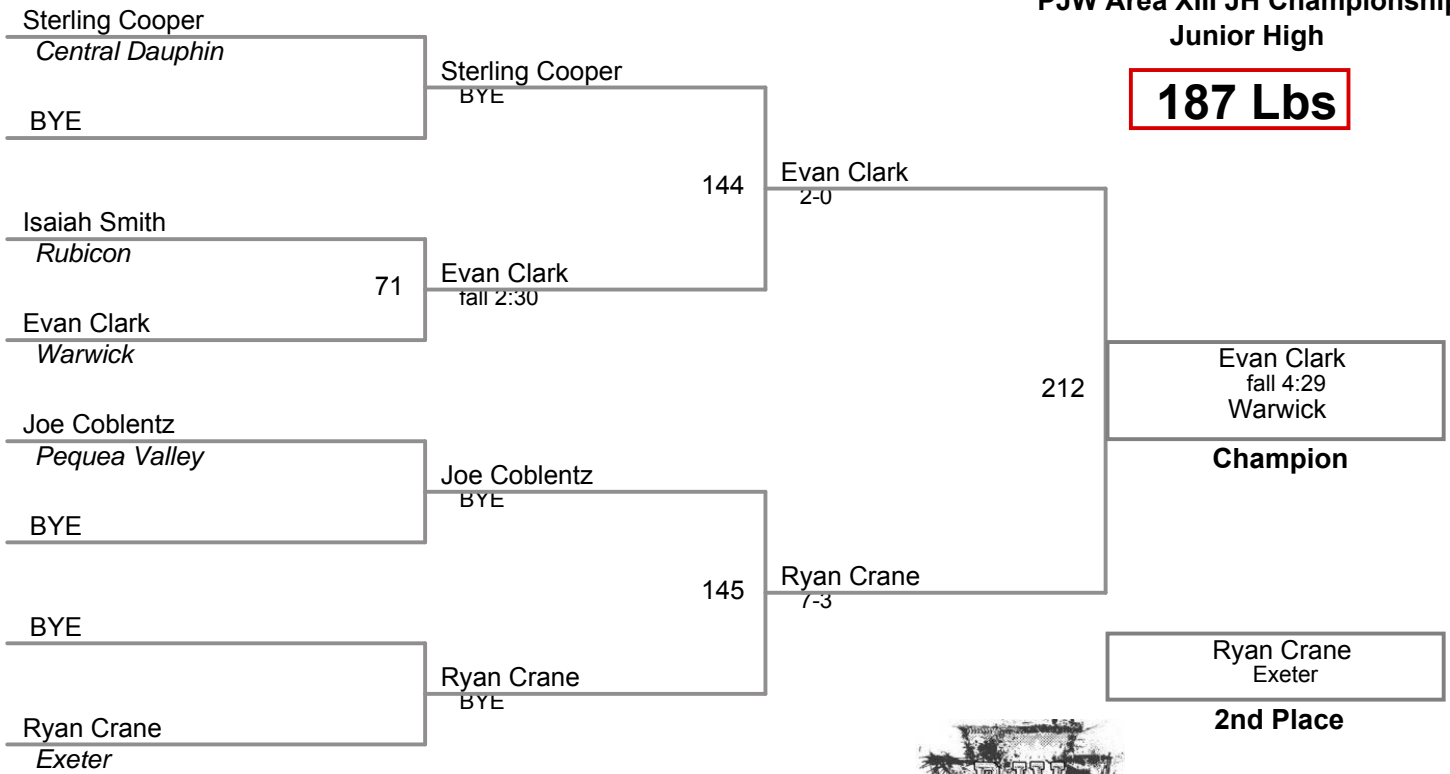 PJW Area XIII JH Championship
Junior High
187 Lbs
Sterling Cooper
Central Dauphin
BYE
Sterling Cooper
BYE
Isaiah Smith
Rubicon
71
Evan Clark
Warwick
Evan Clark
fall 2:30
144
Evan Clark
2-0
Joe Coblentz
Pequea Valley
BYE
Joe Coblentz
BYE
BYE
Ryan Crane
Exeter
Ryan Crane
BYE
145
Ryan Crane
7-3
212
Evan Clark
fall 4:29
Warwick
Champion
Ryan Crane
Exeter
2nd Place